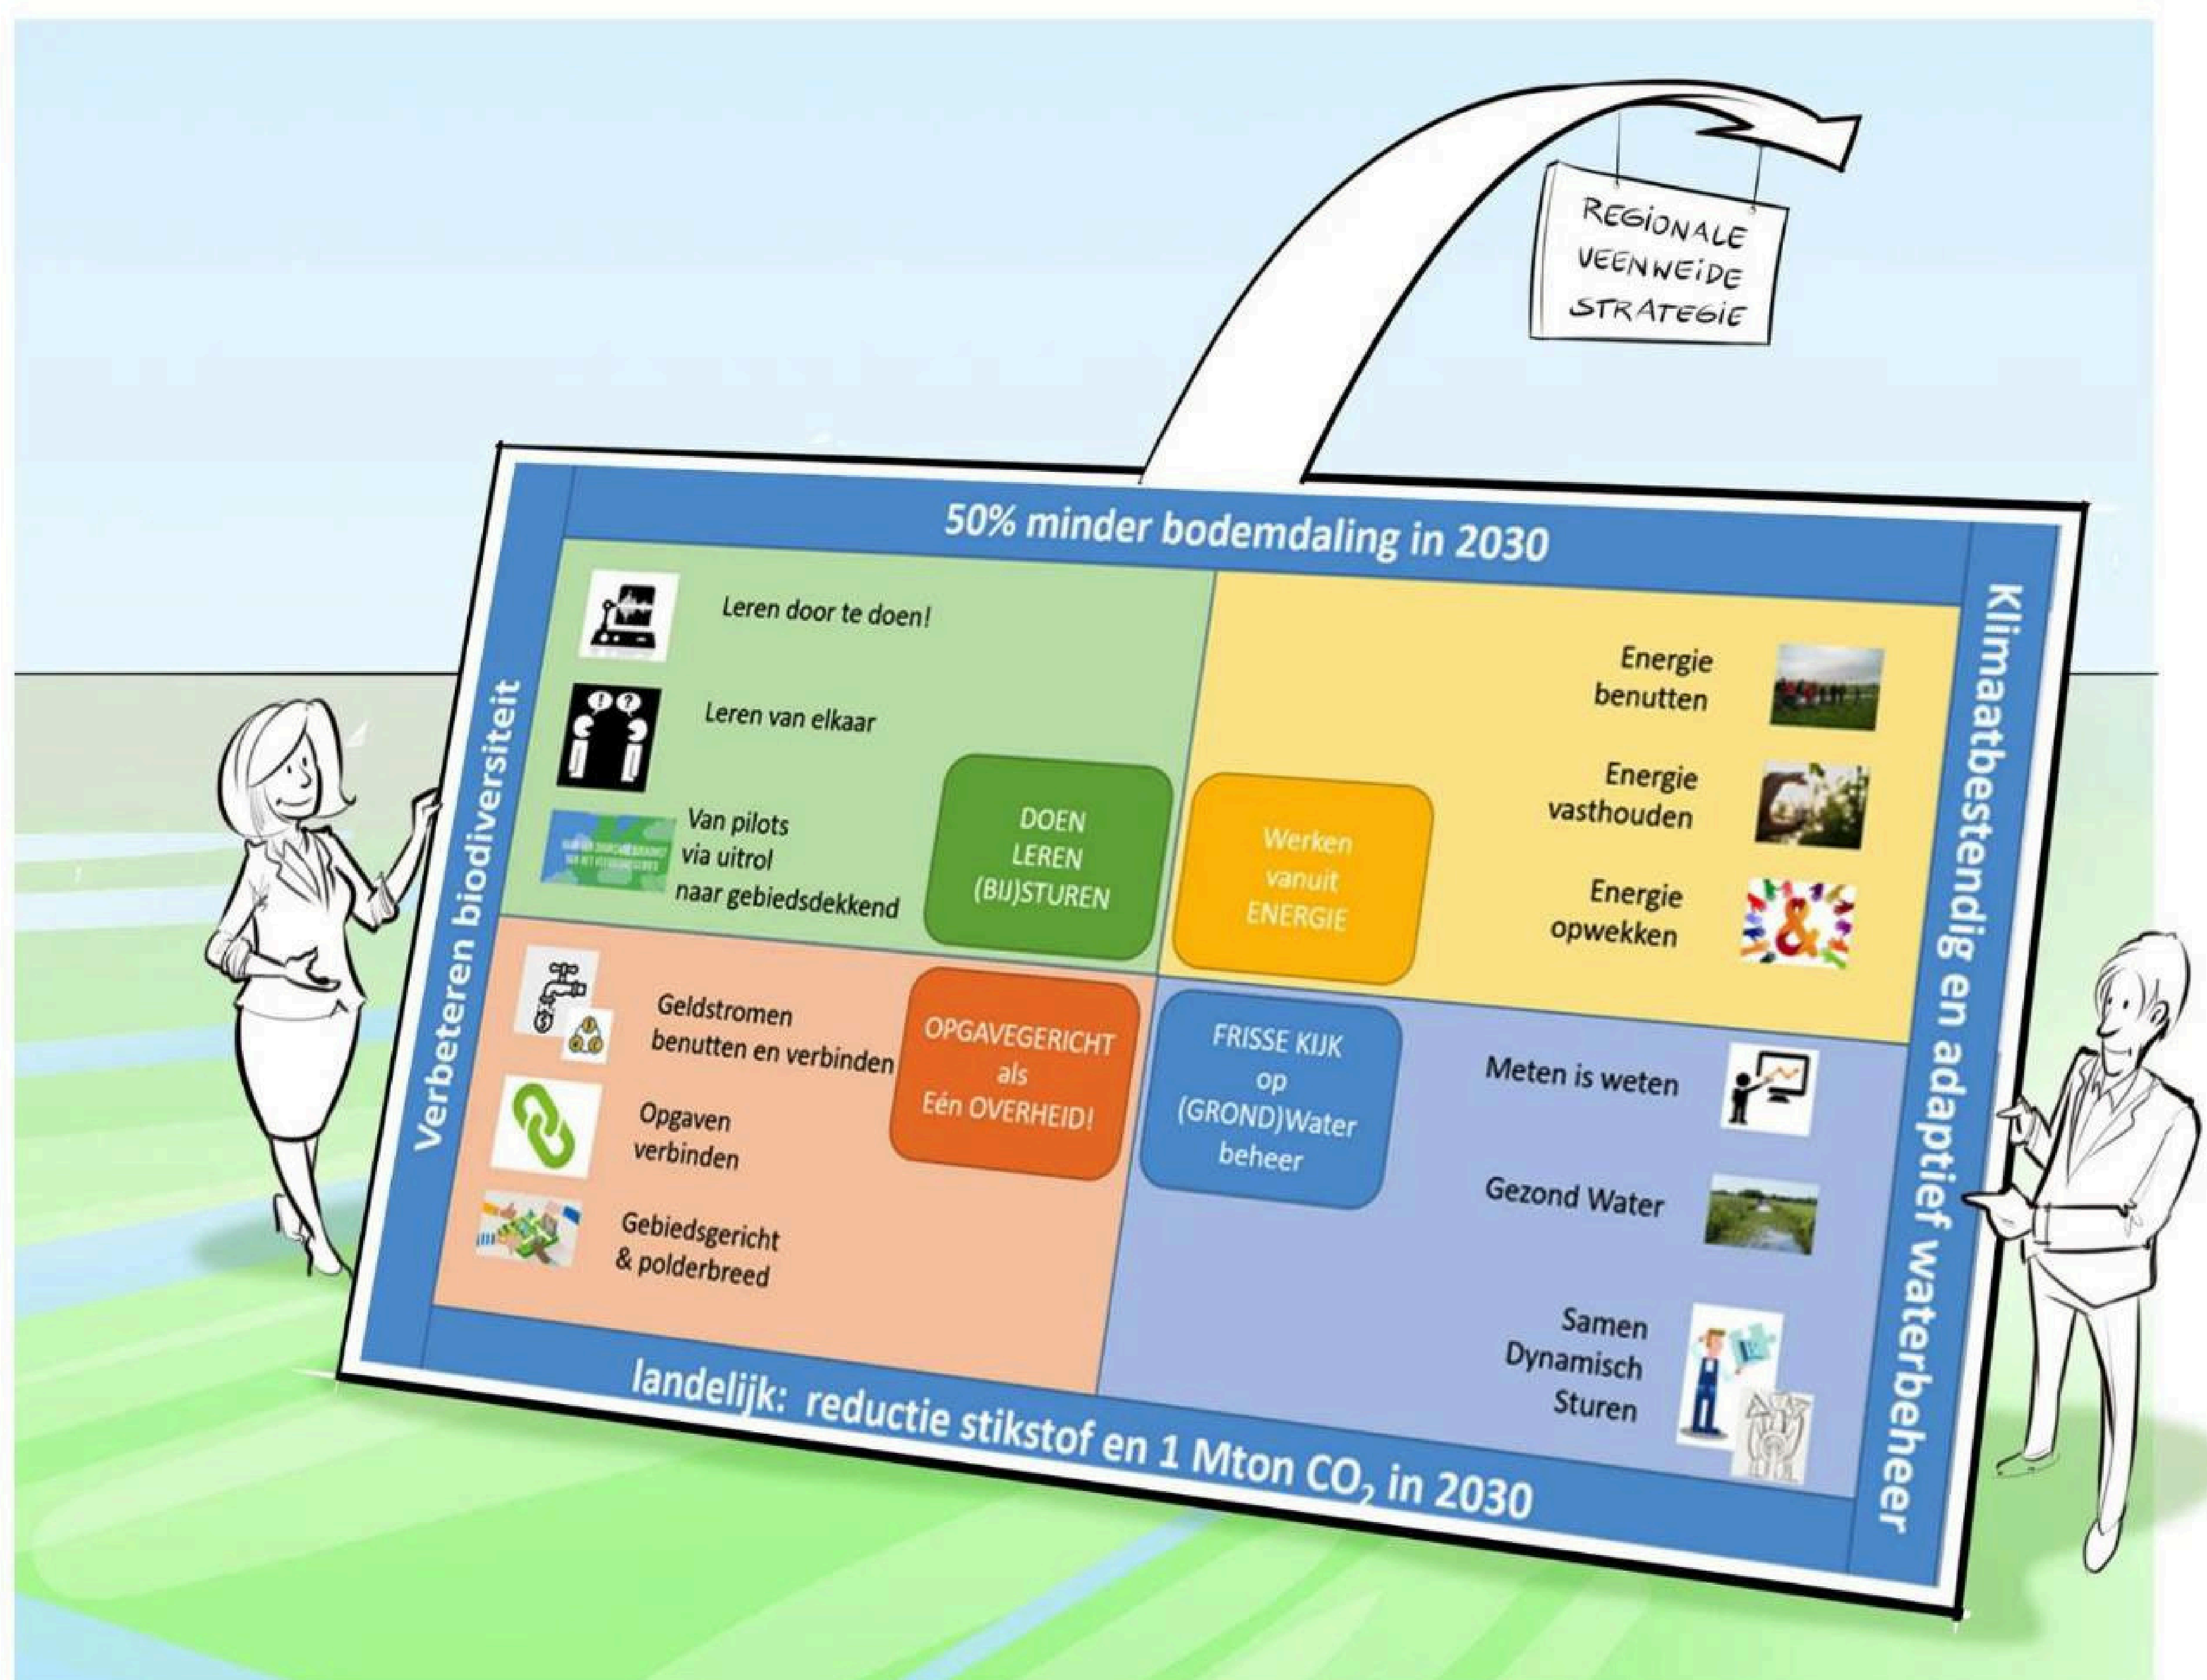 REGIONALE
VEENWEIDE
STRATEGIE
50% minder bodemdaling in 2030
Verbeteren biodiversiteit
Leren door te doen!
Leren van elkaar
Van pilots
via uitrol
naar gebiedsdekkend
DOEN
LEREN
(BIJ)STUREN
Werken
vanuit
ENERGIE
Energie
benutten
Energie
vasthouden
Energie
opwekken
&
Geldstromen
benutten en verbinden
Opgaven
verbinden
Gebiedsgericht
& polderbreed
OPGAVEGERICHT
als
Eén OVERHEID!
FRISSE KIJK
op
(GROND)Water
beheer
Meten is weten
Gezond Water
Samen
Dynamisch
Sturen
Klimaatbestendig en adaptief waterbeheer
landelijk: reductie stikstof en 1 Mton CO₂ in 2030